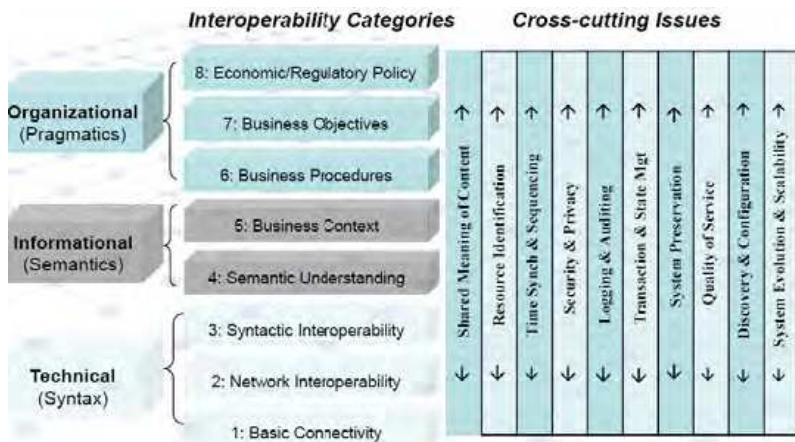 Interoperability Categories
Cross-cutting Issues
Organizational
(Pragmatics)
8: Economic/Regulatory Policy
7: Business Objectives
6: Business Procedures
Informational
(Semantics)
5: Business Context
4: Semantic Understanding
Technical
(Syntax)
3: Syntactic Interoperability
2: Network Interoperability
1: Basic Connectivity
Shared Meaning of Content
Resource Identification
Time Synch & Sequencing
Security & Privacy
Logging & Auditing
Transaction & State Mgt
System Preservation
Quality of Service
Discovery & Configuration
System Evolution & Scalability